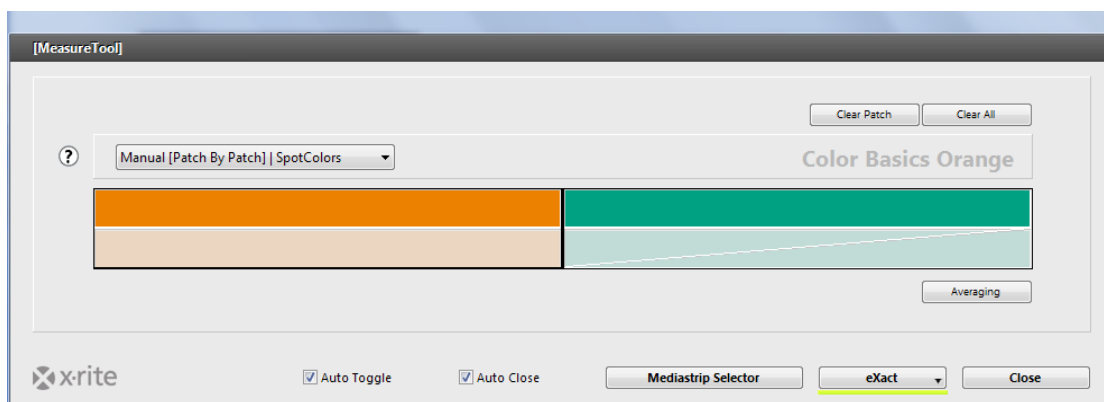 [MeasureTool]
Clear Patch Clear All
? Manual [Patch By Patch] | SpotColors Color Basics Orange
Averaging
x·rite Auto Toggle Auto Close Mediastrip Selector eXact Close